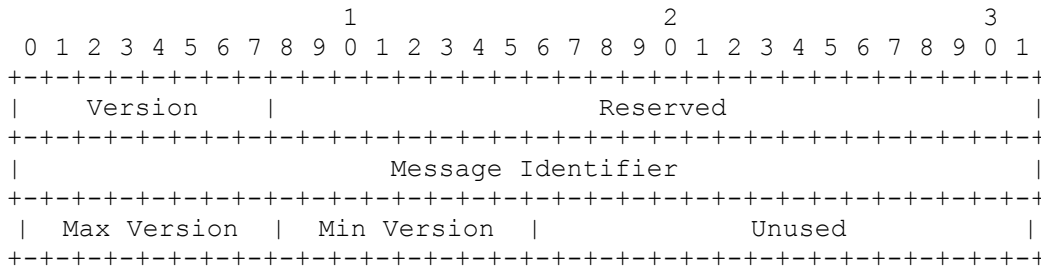 1                   2                   3
 0 1 2 3 4 5 6 7 8 9 0 1 2 3 4 5 6 7 8 9 0 1 2 3 4 5 6 7 8 9 0 1
+-+-+-+-+-+-+-+-+-+-+-+-+-+-+-+-+-+-+-+-+-+-+-+-+-+-+-+-+-+-+-+-+
|    Version    |                    Reserved                   |
+-+-+-+-+-+-+-+-+-+-+-+-+-+-+-+-+-+-+-+-+-+-+-+-+-+-+-+-+-+-+-+-+
|                       Message Identifier                      |
+-+-+-+-+-+-+-+-+-+-+-+-+-+-+-+-+-+-+-+-+-+-+-+-+-+-+-+-+-+-+-+-+
 |  Max Version  |  Min Version  |             Unused            |
+-+-+-+-+-+-+-+-+-+-+-+-+-+-+-+-+-+-+-+-+-+-+-+-+-+-+-+-+-+-+-+-+